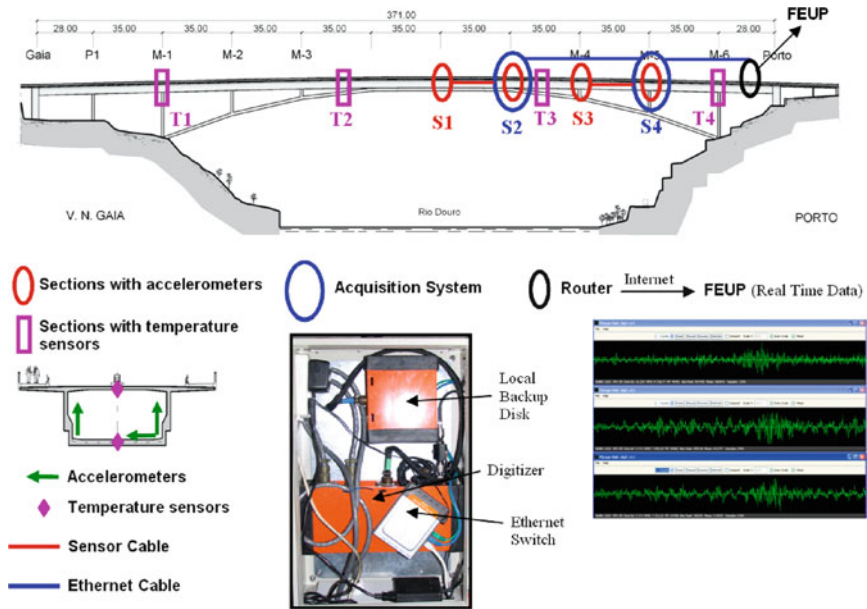 371.00
FEUP
28.00 35.00 35.00 35.00 35.00 35.00 35.00 35.00 35.00 35.00 28.00
Gaia P1 M-1 M-2 M-3 M-4 M-5 M-6 Porto
T1 T2 S1 S2 T3 S3 S4 T4
V. N. GAIA
Rio Douro
PORTO
Sections with accelerometers
Acquisition System
Router
Internet
FEUP (Real Time Data)
Sections with temperature
sensors
Local
Backup
Disk
Digitizer
Ethernet
Switch
Accelerometers
Temperature sensors
Sensor Cable
Ethernet Cable